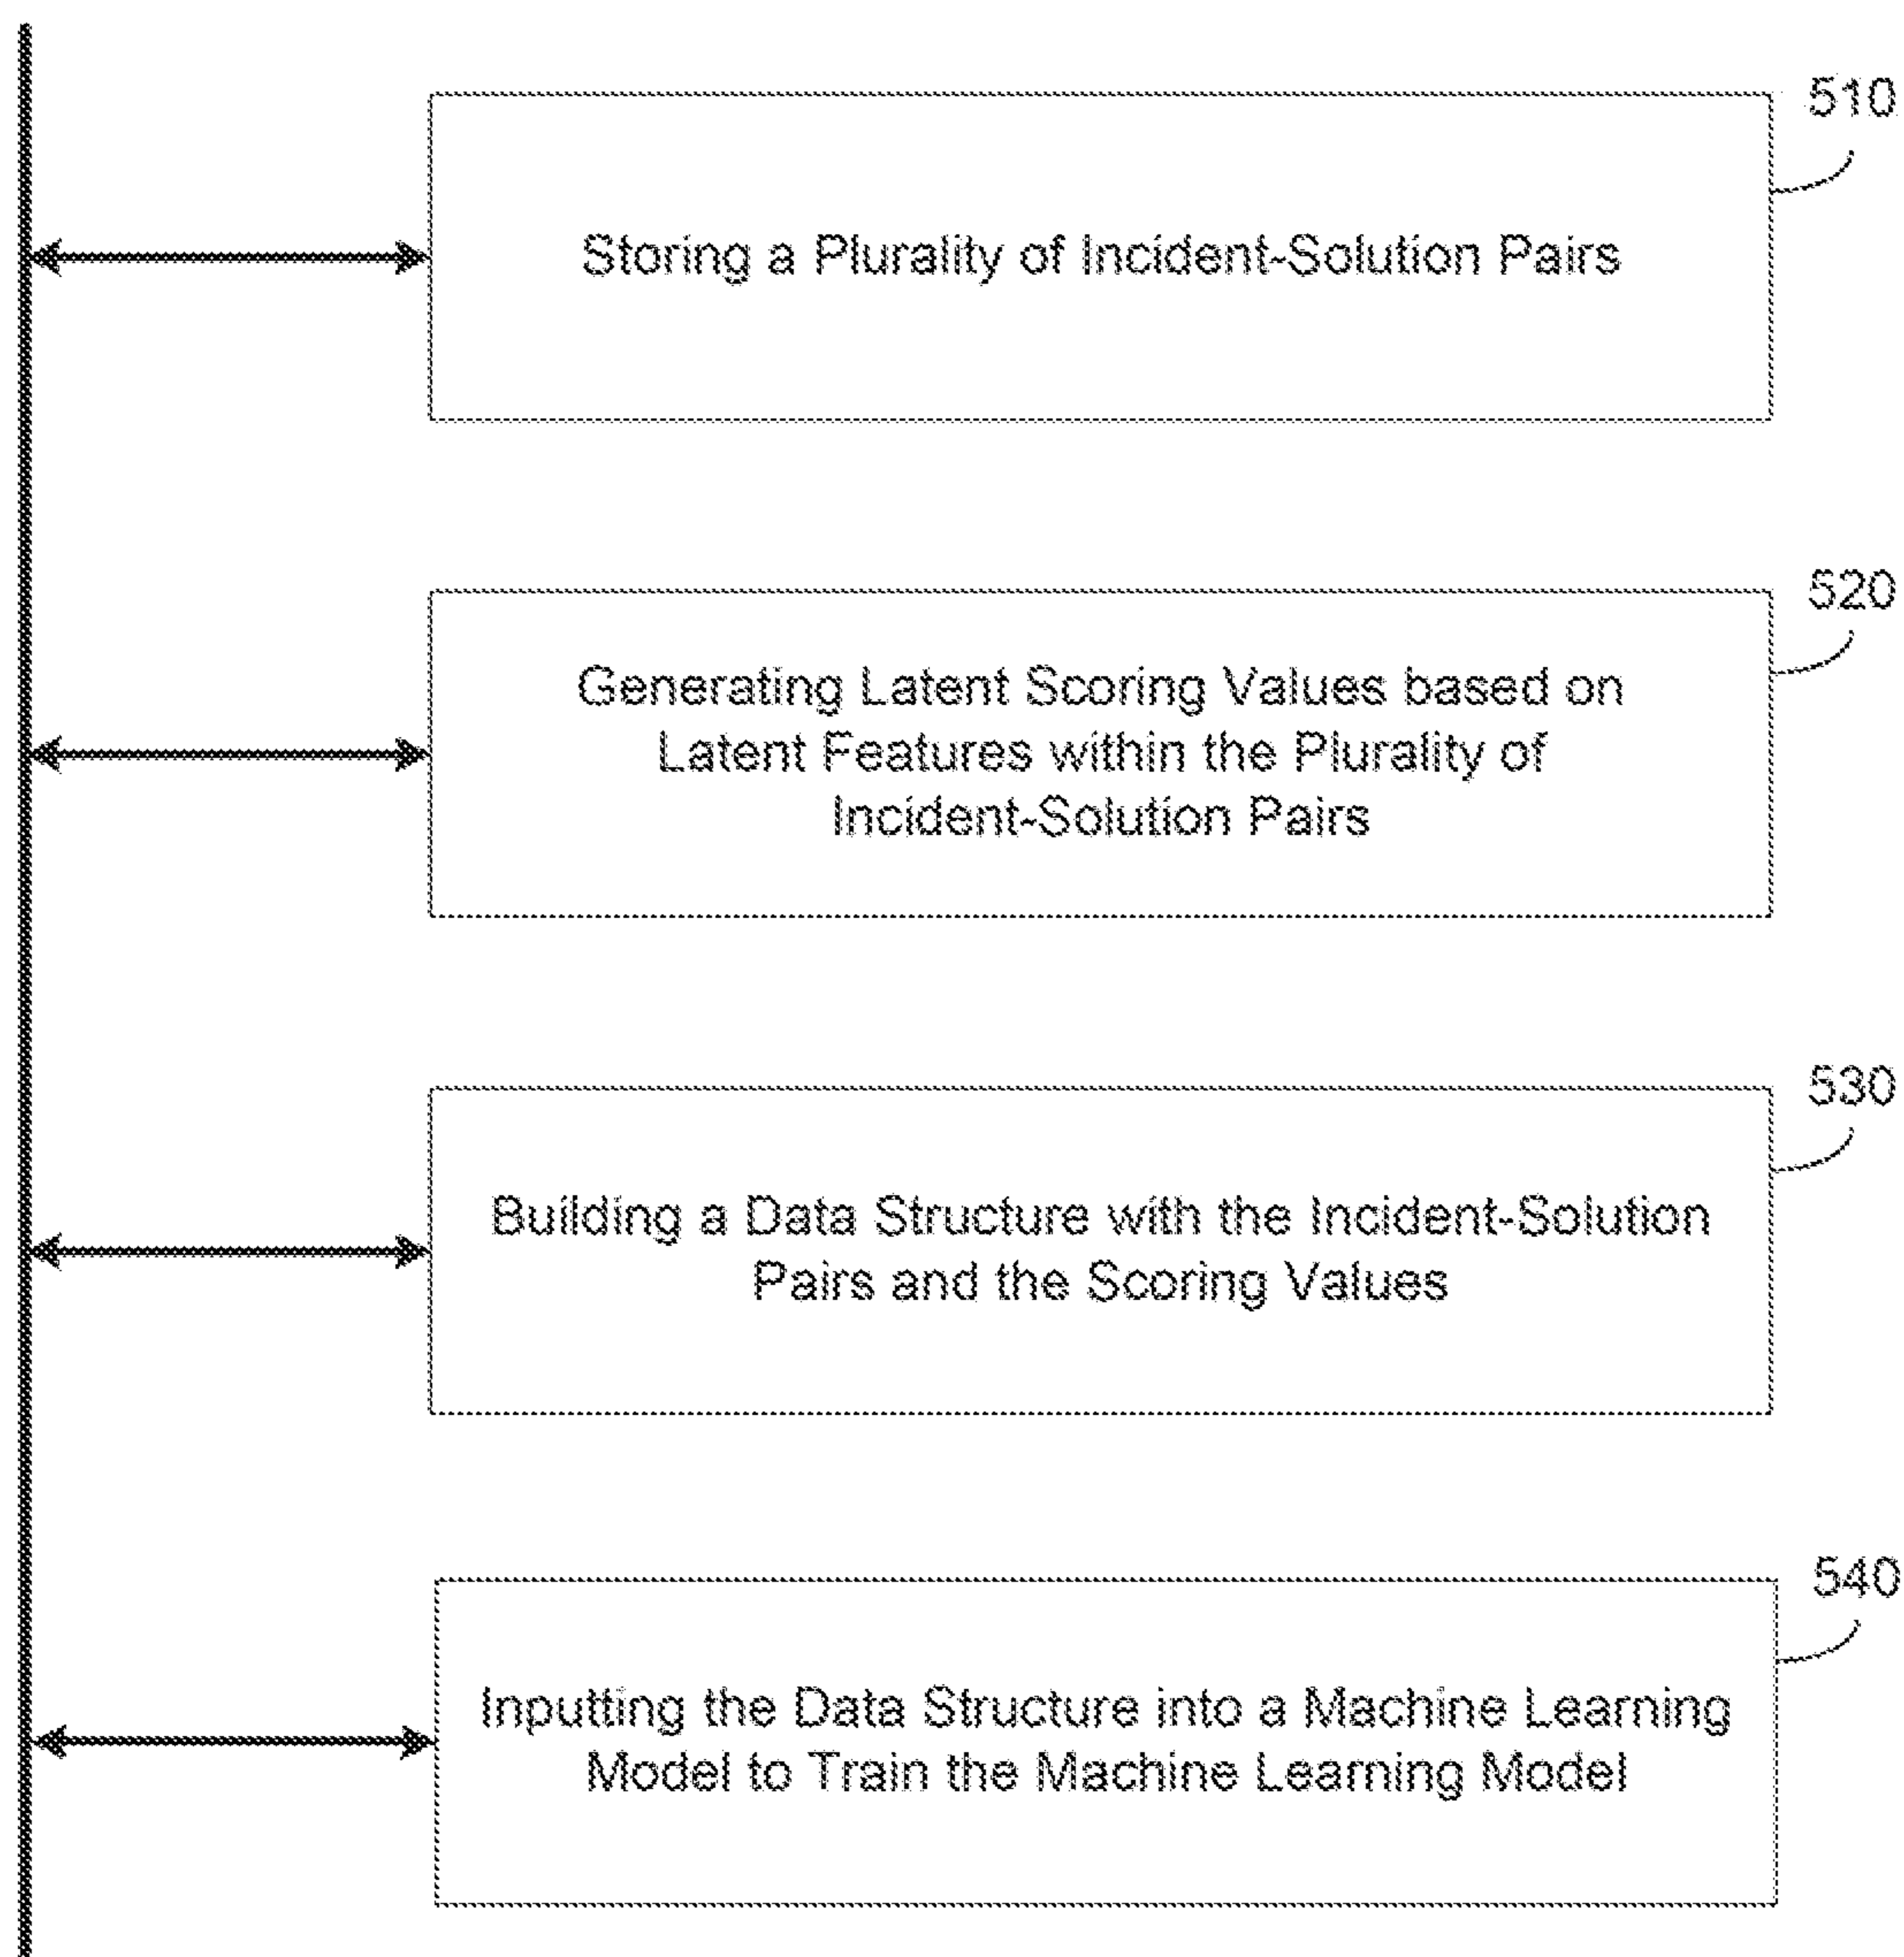 510
Storing a Plurality of Incident-Solution Pairs
520
Generating Latent Scoring Values based on
Latent Features within the Plurality of
Incident-Solution Pairs
530
Building a Data Structure with the Incident-Solution
Pairs and the Scoring Values
540
Inputting the Data Structure into a Machine Learning
Model to Train the Machine Learning Model